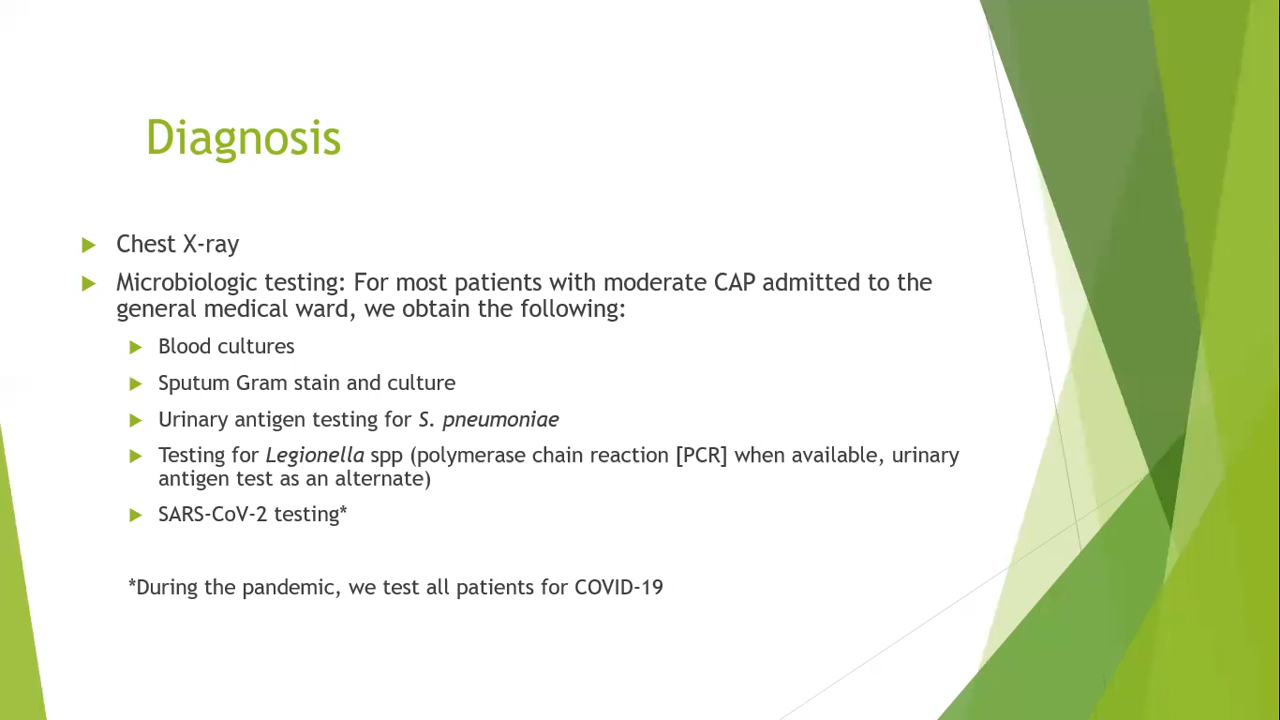 Diagnosis
Chest X-ray
Microbiologic testing: For most patients with moderate CAP admitted to the
general medical ward, we obtain the following:
Blood cultures
Sputum Gram stain and culture
Urinary antigen testing for S. pneumoniae
Testing for Legionella spp (polymerase chain reaction [PCR] when available, urinary
antigen test as an alternate)
SARS-CoV-2 testing*
*During the pandemic, we test all patients for COVID-19